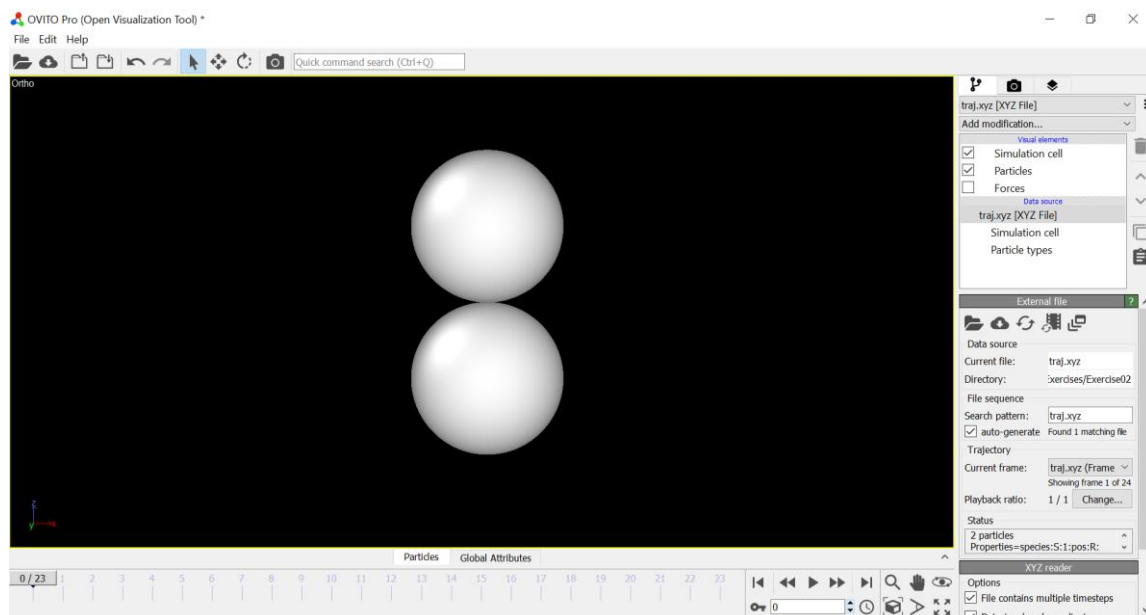 OVITO Pro (Open Visualization Tool) *
File Edit Help
Quick command search (Ctrl+Q)
Ortho
z
y
traj.xyz [XYZ File]
Add modification...
Visual elements
Simulation cell
Particles
Forces
Data source
traj.xyz [XYZ File]
Simulation cell
Particle types
External file ?
Data source
Current file: traj.xyz
Directory: :xercises/Exercise02
File sequence
Search pattern: traj.xyz
auto-generate Found 1 matching file
Trajectory
Current frame: traj.xyz (Frame
Showing frame 1 of 24
Playback ratio: 1 / 1 Change...
Status
2 particles
Properties=species:S:1:pos:R:
XYZ reader
Options
File contains multiple timesteps
Particles Global Attributes
0 / 23 1 2 3 4 5 6 7 8 9 10 11 12 13 14 15 16 17 18 19 20 21 22 23
0